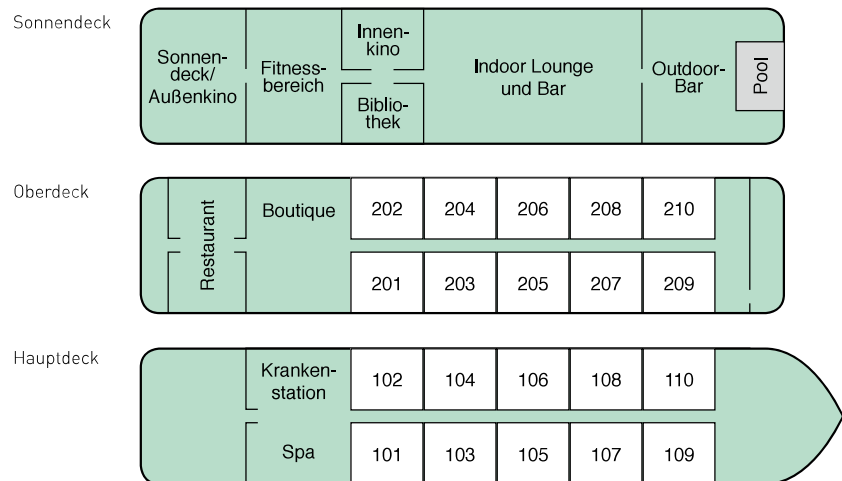 Sonnendeck
Sonnen-
deck/
Außenkino
Fitness-
bereich
Innen-
kino
Biblio-
thek
Indoor Lounge
und Bar
Outdoor-
Bar
Pool
Oberdeck
Restaurant
Boutique
202 204 206 208 210
201 203 205 207 209
Hauptdeck
Kranken-
station
102 104 106 108 110
Spa
101 103 105 107 109